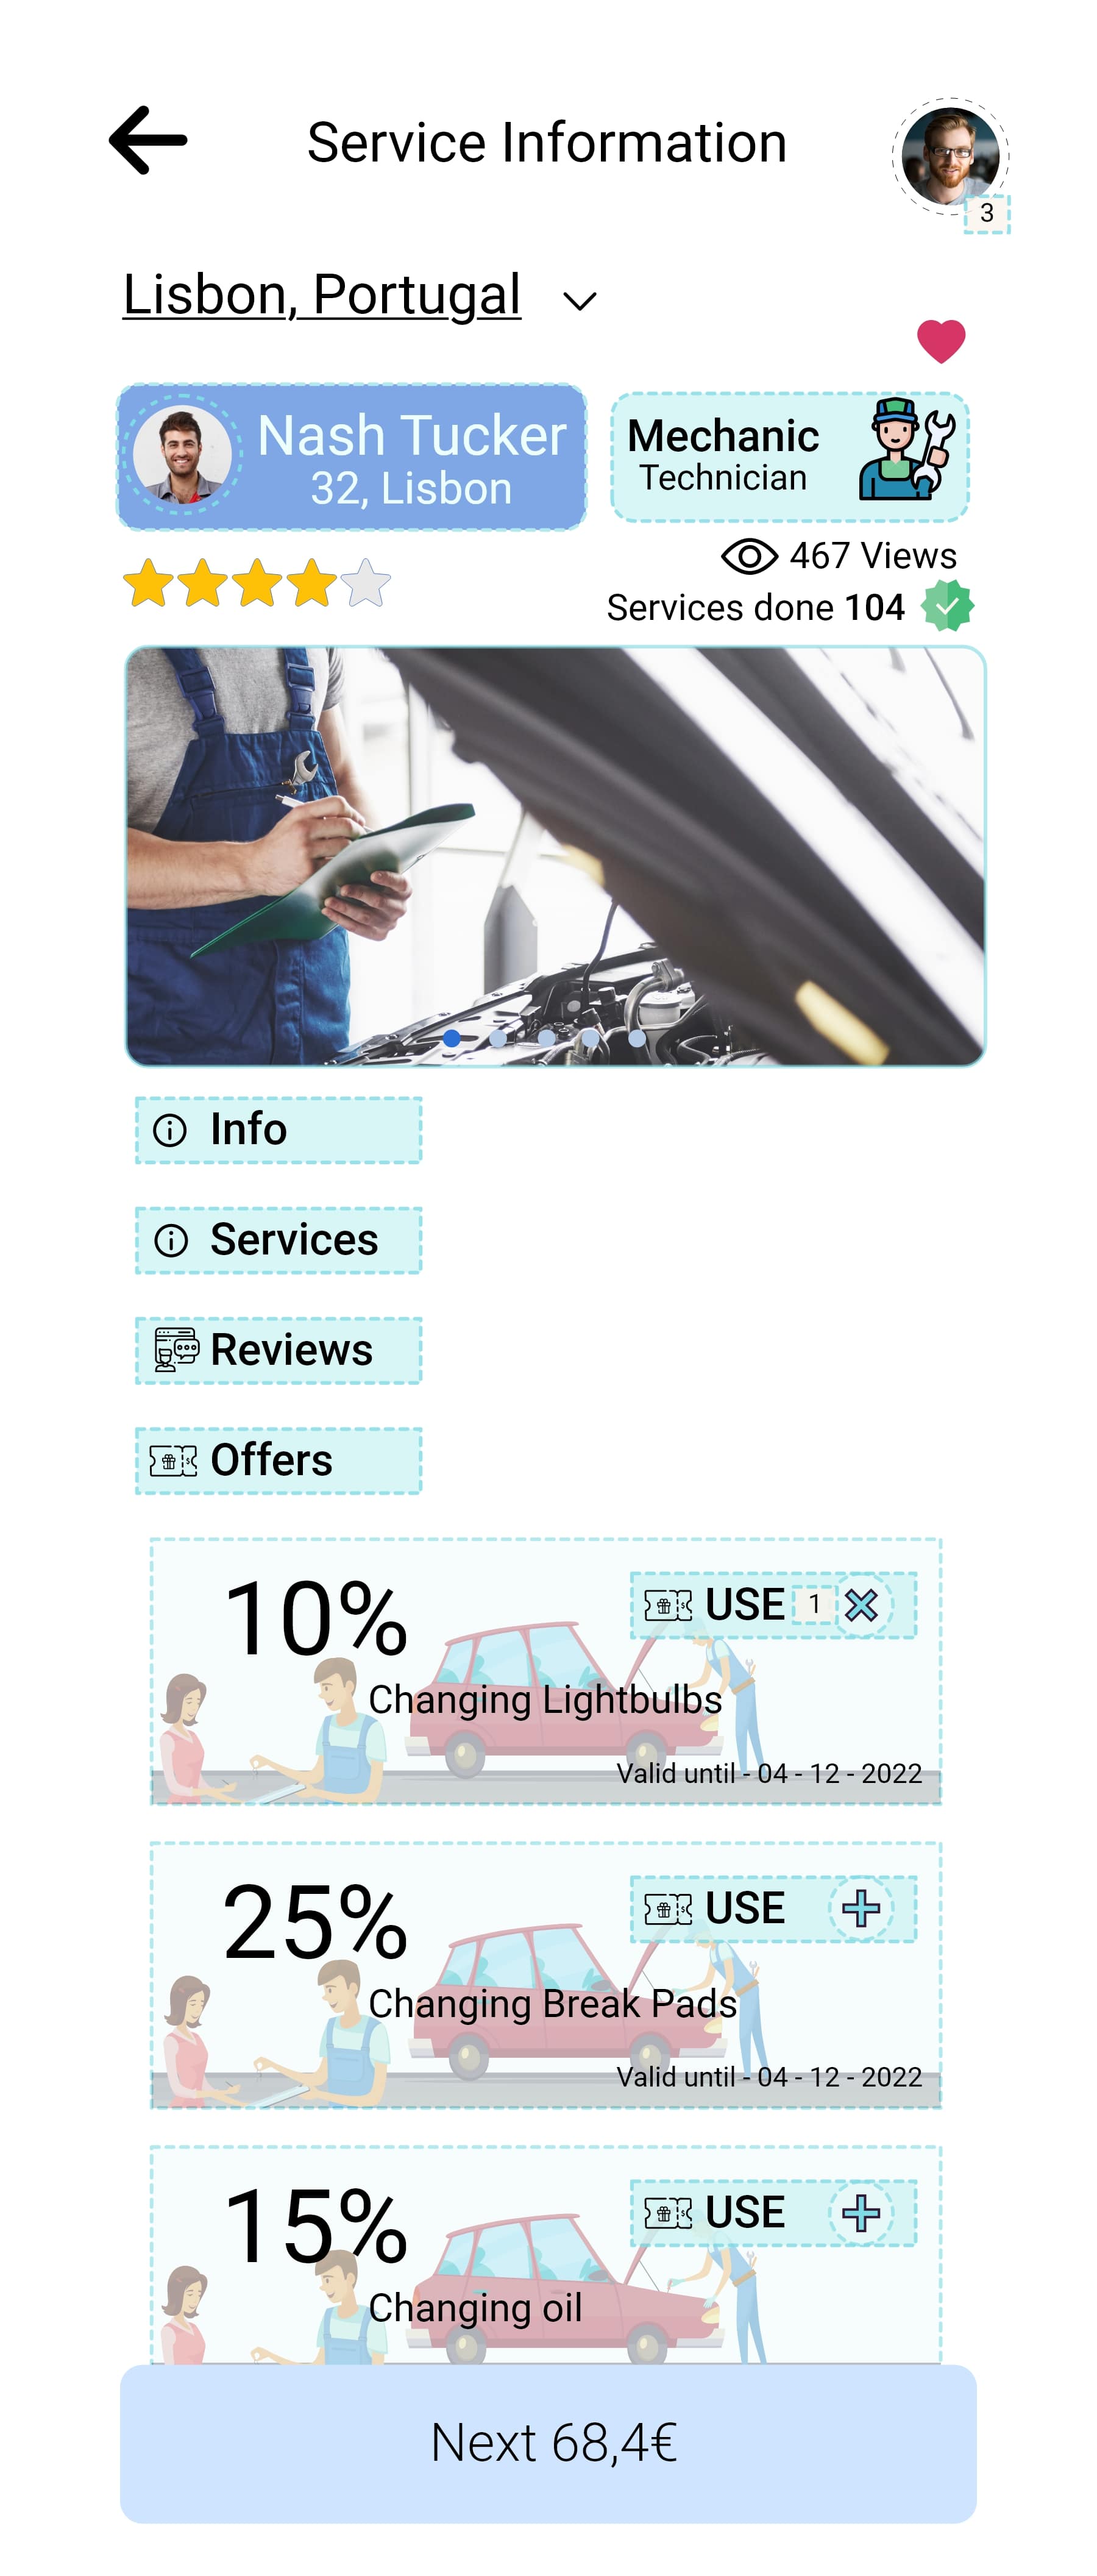 Service Information
3
Lisbon, Portugal
Nash Tucker
32, Lisbon
Mechanic
Technician
467 Views
Services done 104
Info
Services
Reviews
Offers
10%
USE 1
Changing Lightbulbs
Valid until - 04 - 12 - 2022
25%
USE
Changing Break Pads
Valid until - 04 - 12 - 2022
15%
USE
Changing oil
Next 68,4€